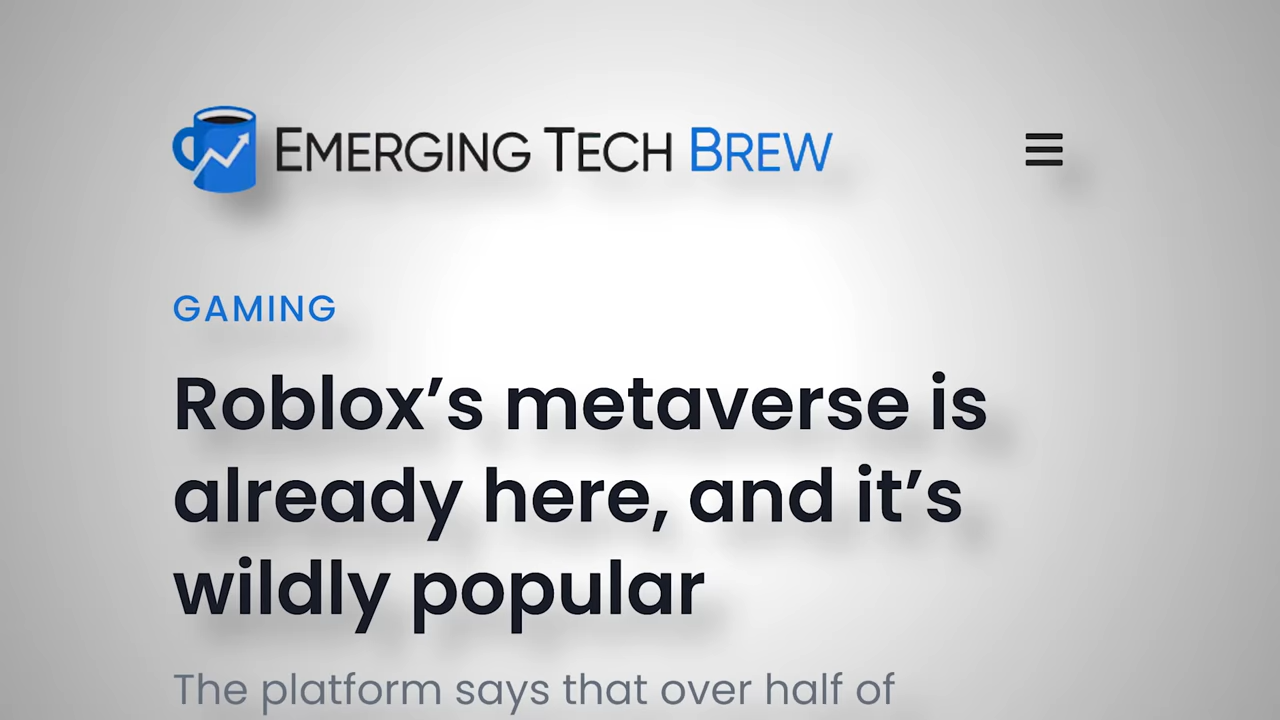 EMERGING TECH BREW
GAMING
Roblox’s metaverse is
already here, and it’s
wildly popular
The platform says that over half of